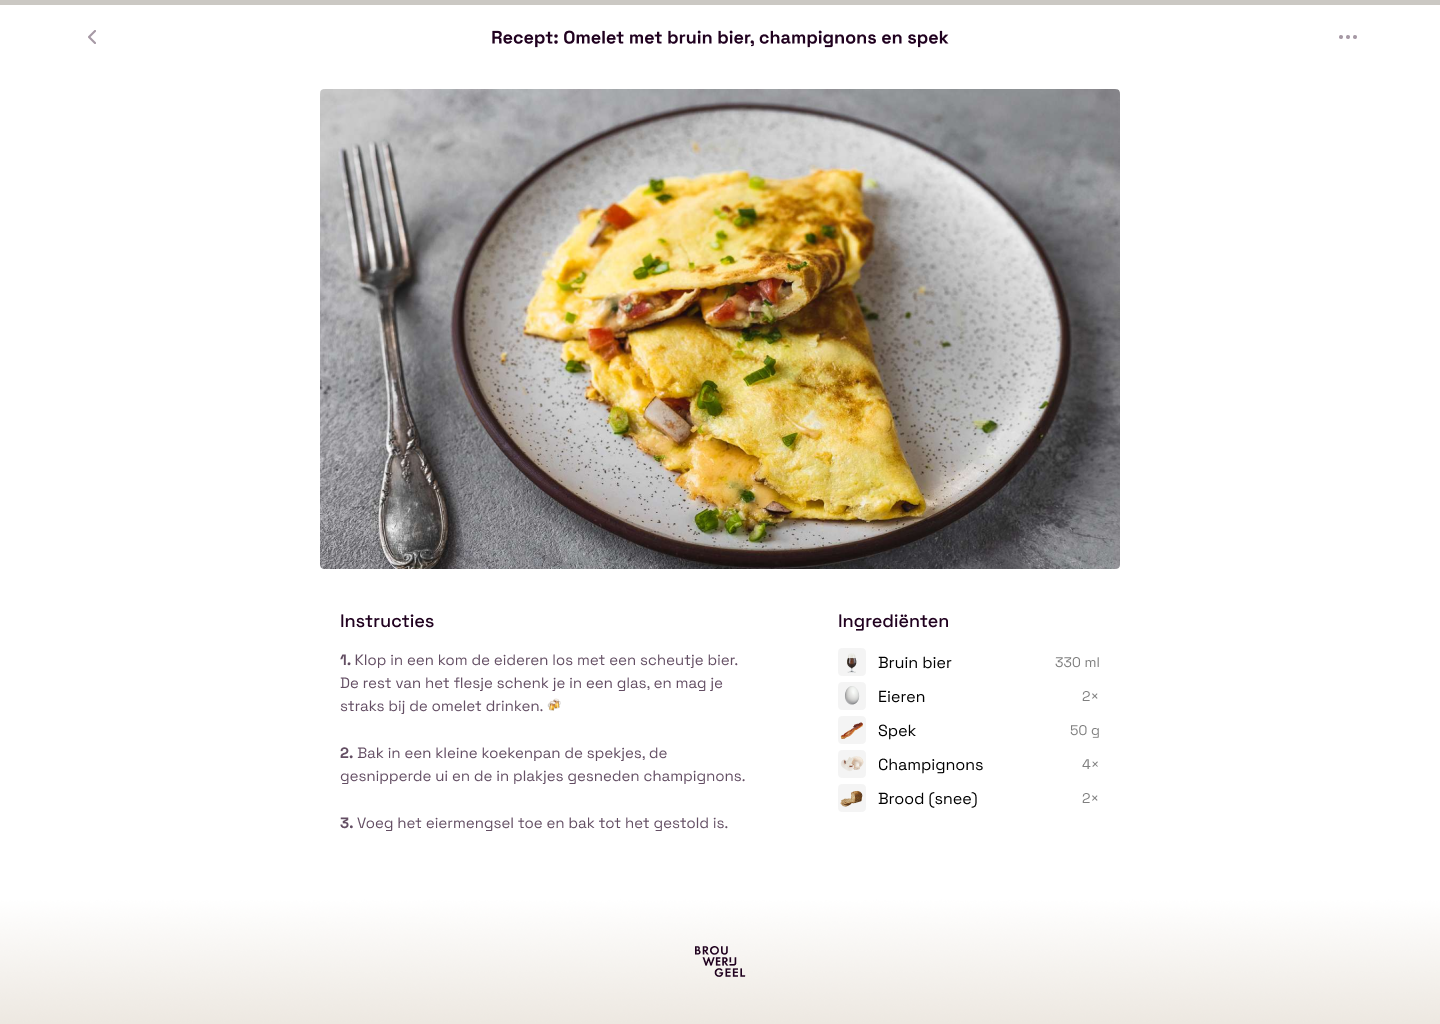 Recept: Omelet met bruin bier, champignons en spek
Instructies
1. Klop in een kom de eideren los met een scheutje bier.
De rest van het flesje schenk je in een glas, en mag je
straks bij de omelet drinken. 🍻
2. Bak in een kleine koekenpan de spekjes, de
gesnipperde ui en de in plakjes gesneden champignons.
3. Voeg het eiermengsel toe en bak tot het gestold is.
Ingrediënten
Bruin bier 330 ml
Eieren 2×
Spek 50 g
Champignons 4×
Brood (snee) 2×
BROU
WERIJ
GEEL